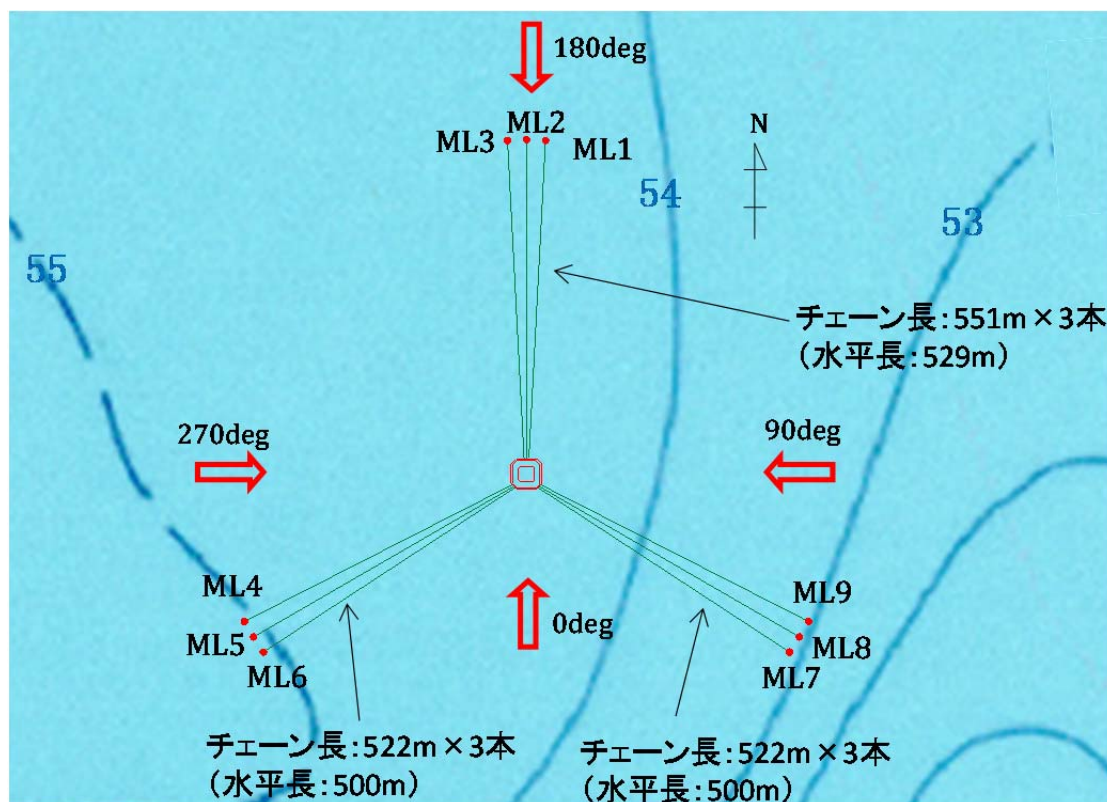 180deg
ML2
ML3
ML1
N
54
53
55
チェーン長:551m×3本
(水平長:529m)
270deg
90deg
ML4
ML9
ML5
0deg
ML8
ML6
ML7
チェーン長:522m×3本
(水平長:500m)
チェーン長:522m×3本
(水平長:500m)